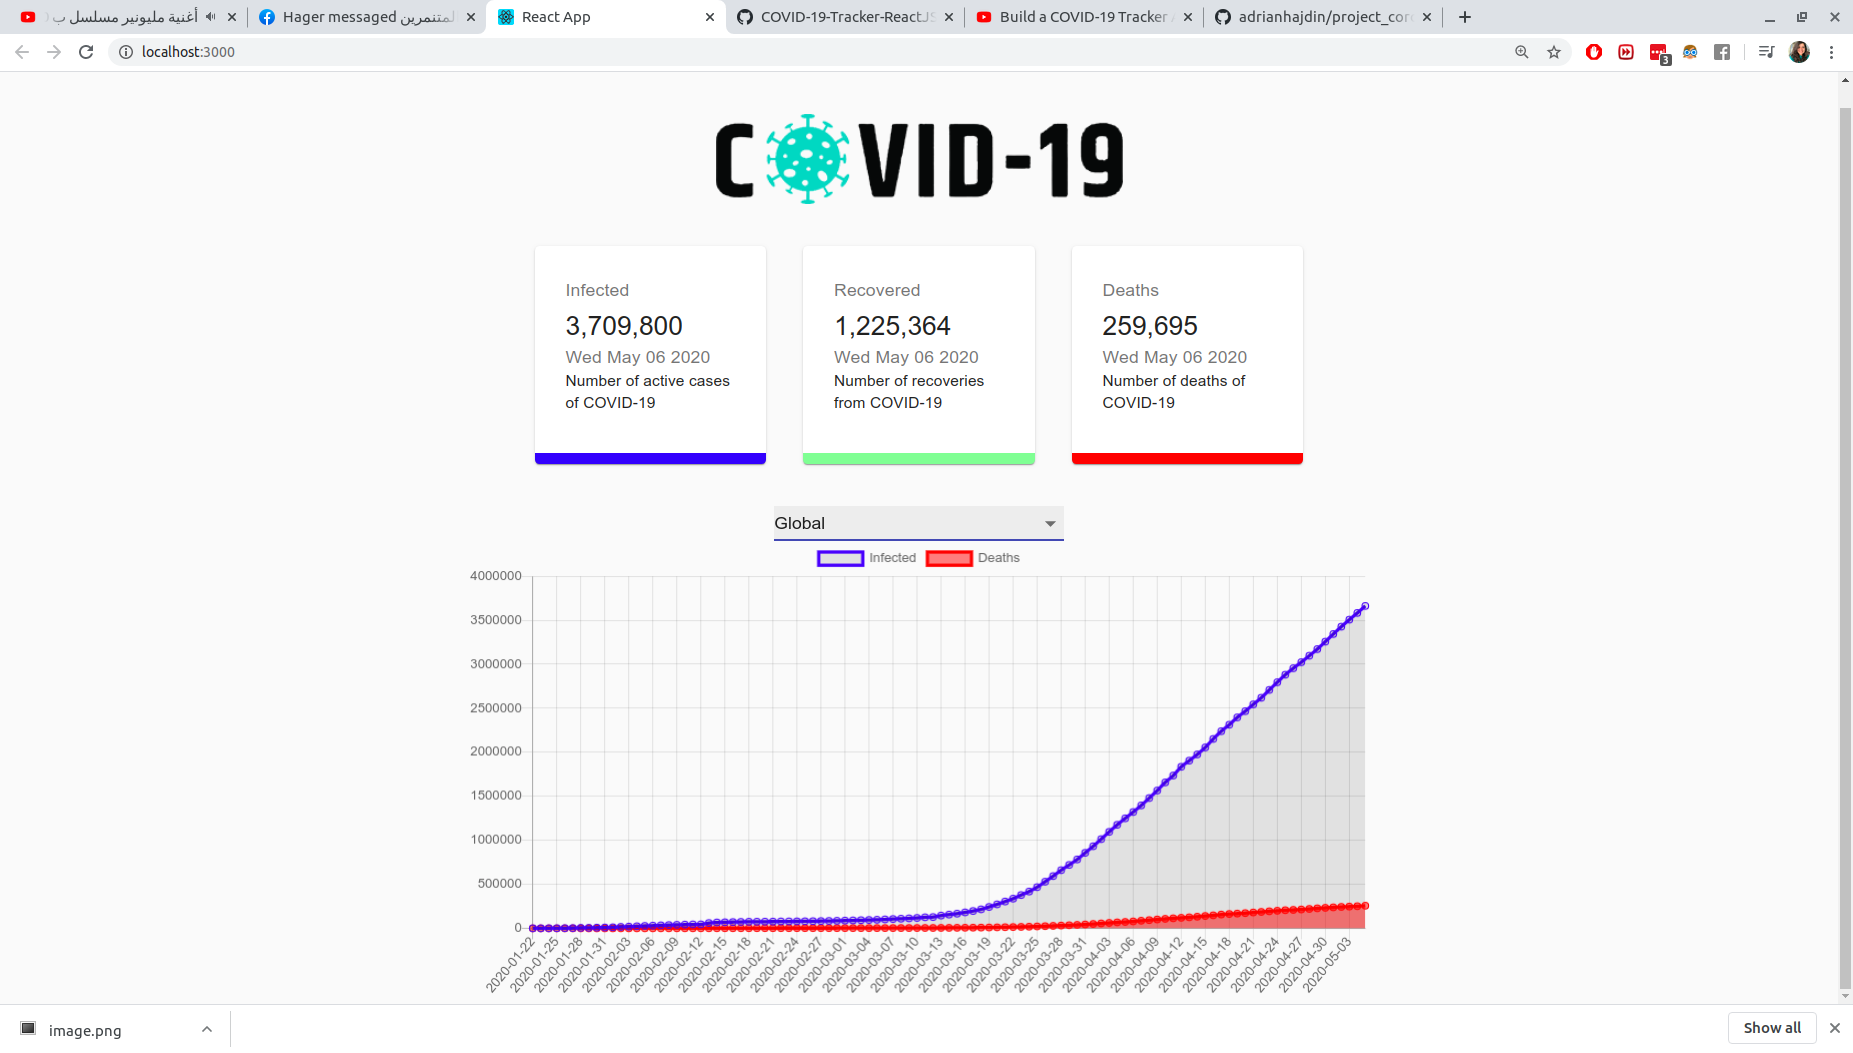 أغنية مليونير مسلسل ب
Hager messaged
المتنمرين
React App
COVID-19-Tracker-ReactJS
Build a COVID-19 Tracker
adrianhajdin/project_coro
localhost:3000
3
COVID-19
Infected
3,709,800
Wed May 06 2020
Number of active cases
of COVID-19
Recovered
1,225,364
Wed May 06 2020
Number of recoveries
from COVID-19
Deaths
259,695
Wed May 06 2020
Number of deaths of
COVID-19
Global
Infected
Deaths
4000000
3500000
3000000
2500000
2000000
1500000
1000000
500000
0
2020-01-22
2020-01-25
2020-01-28
2020-01-31
2020-02-03
2020-02-06
2020-02-09
2020-02-12
2020-02-15
2020-02-18
2020-02-21
2020-02-24
2020-02-27
2020-03-01
2020-03-04
2020-03-07
2020-03-10
2020-03-13
2020-03-16
2020-03-19
2020-03-22
2020-03-25
2020-03-28
2020-03-31
2020-04-03
2020-04-06
2020-04-09
2020-04-12
2020-04-15
2020-04-18
2020-04-21
2020-04-24
2020-04-27
2020-04-30
2020-05-03
image.png
Show all